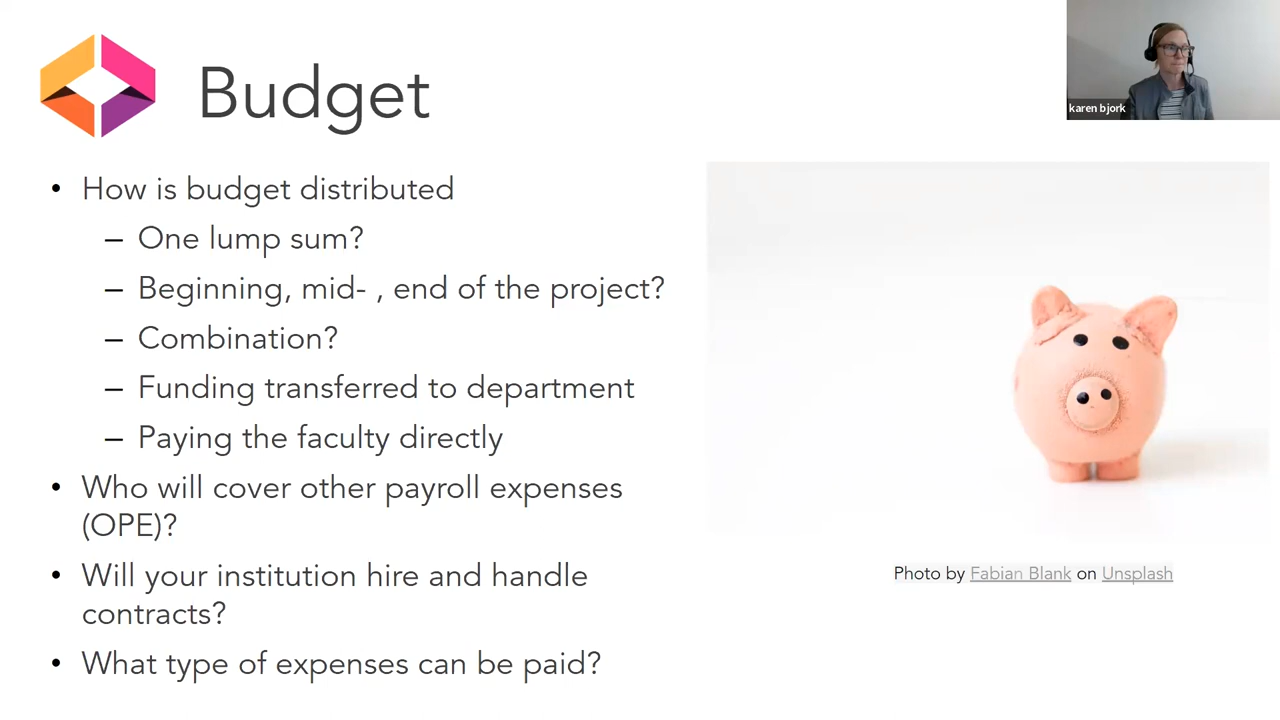 Budget
karen bjork
• How is budget distributed
– One lump sum?
– Beginning, mid- , end of the project?
– Combination?
– Funding transferred to department
– Paying the faculty directly
• Who will cover other payroll expenses
(OPE)?
• Will your institution hire and handle
contracts?
• What type of expenses can be paid?
Photo by Fabian Blank on Unsplash